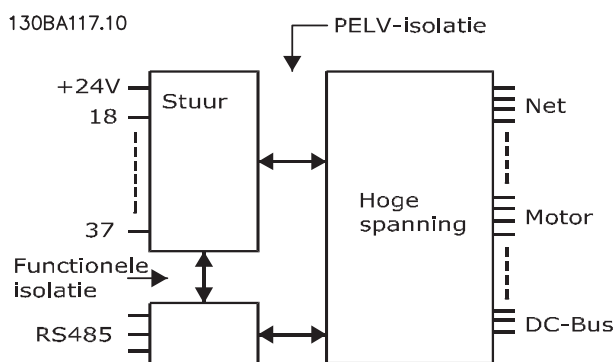 130BA117.10
PELV-isolatie
+24V
Stuur
18
37
Hoge
spanning
Net
Motor
DC-Bus
Functionele
isolatie
RS485